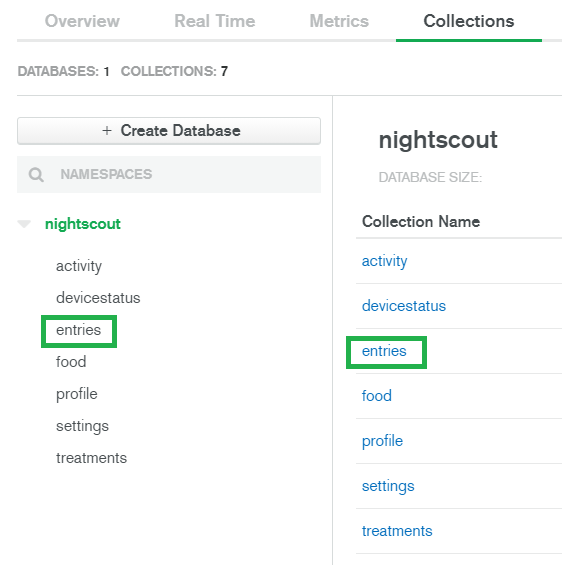 Overview Real Time Metrics Collections
DATABASES: 1 COLLECTIONS: 7
+ Create Database
NAMESPACES
nightscout
activity
devicestatus
entries
food
profile
settings
treatments
nightscout
DATABASE SIZE:
Collection Name
activity
devicestatus
entries
food
profile
settings
treatments